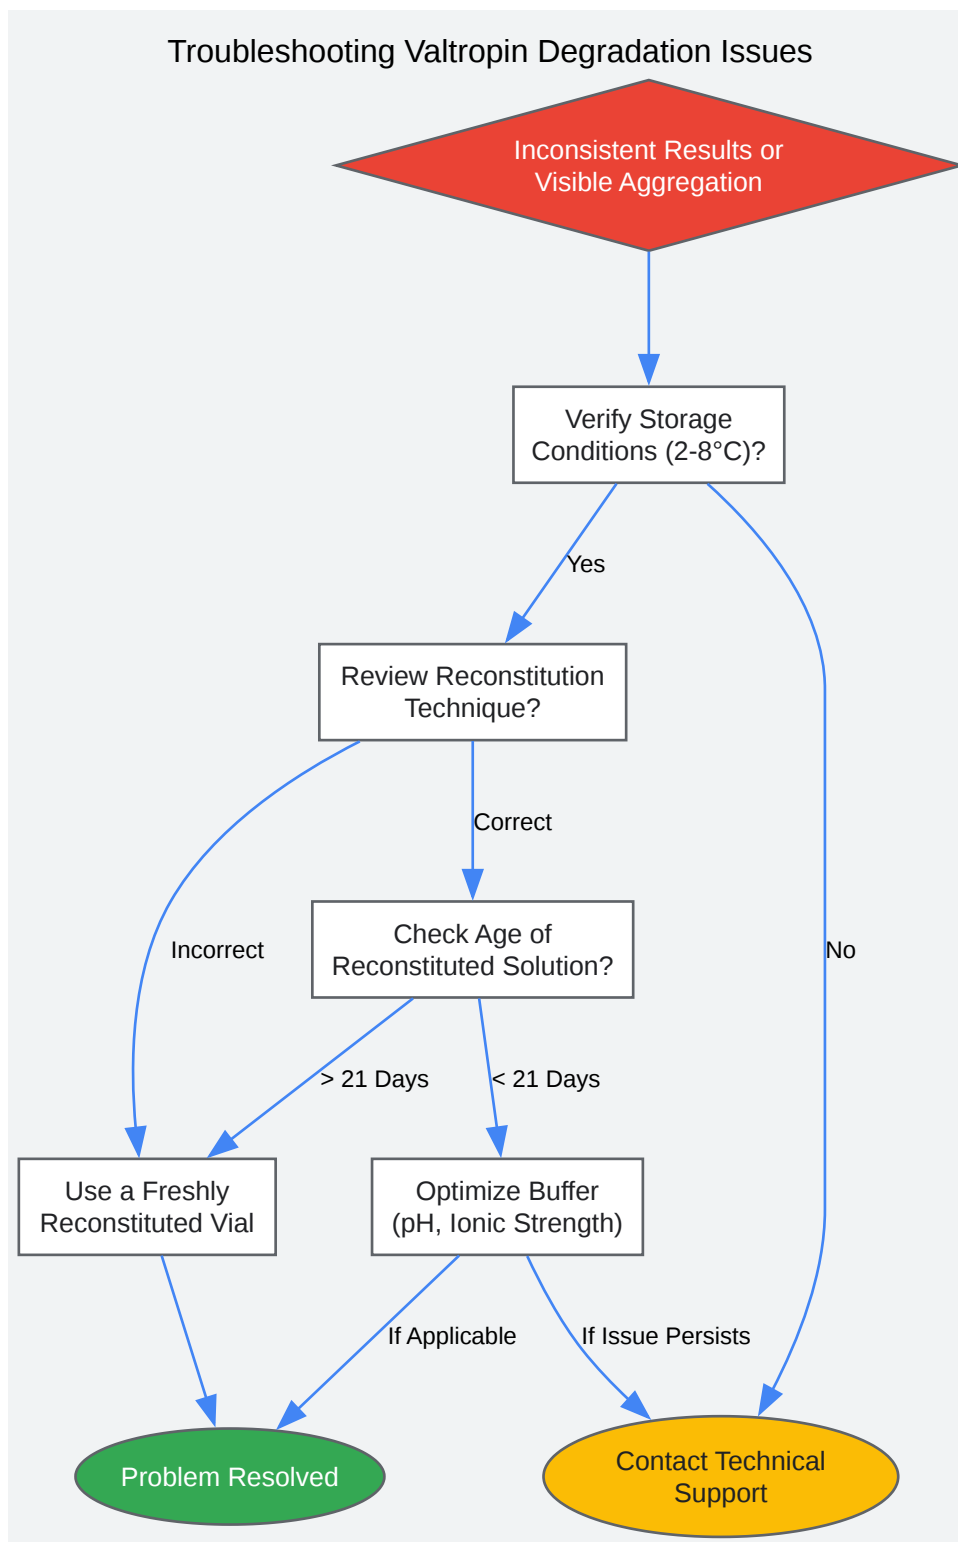 Troubleshooting Valtropin Degradation Issues
Inconsistent Results or
Visible Aggregation
Verify Storage
Conditions (2-8°C)?
Yes
Review Reconstitution
Technique?
Correct
Check Age of
Reconstituted Solution?
Incorrect
No
> 21 Days
< 21 Days
Use a Freshly
Reconstituted Vial
Optimize Buffer
(pH, Ionic Strength)
If Applicable
If Issue Persists
Problem Resolved
Contact Technical
Support